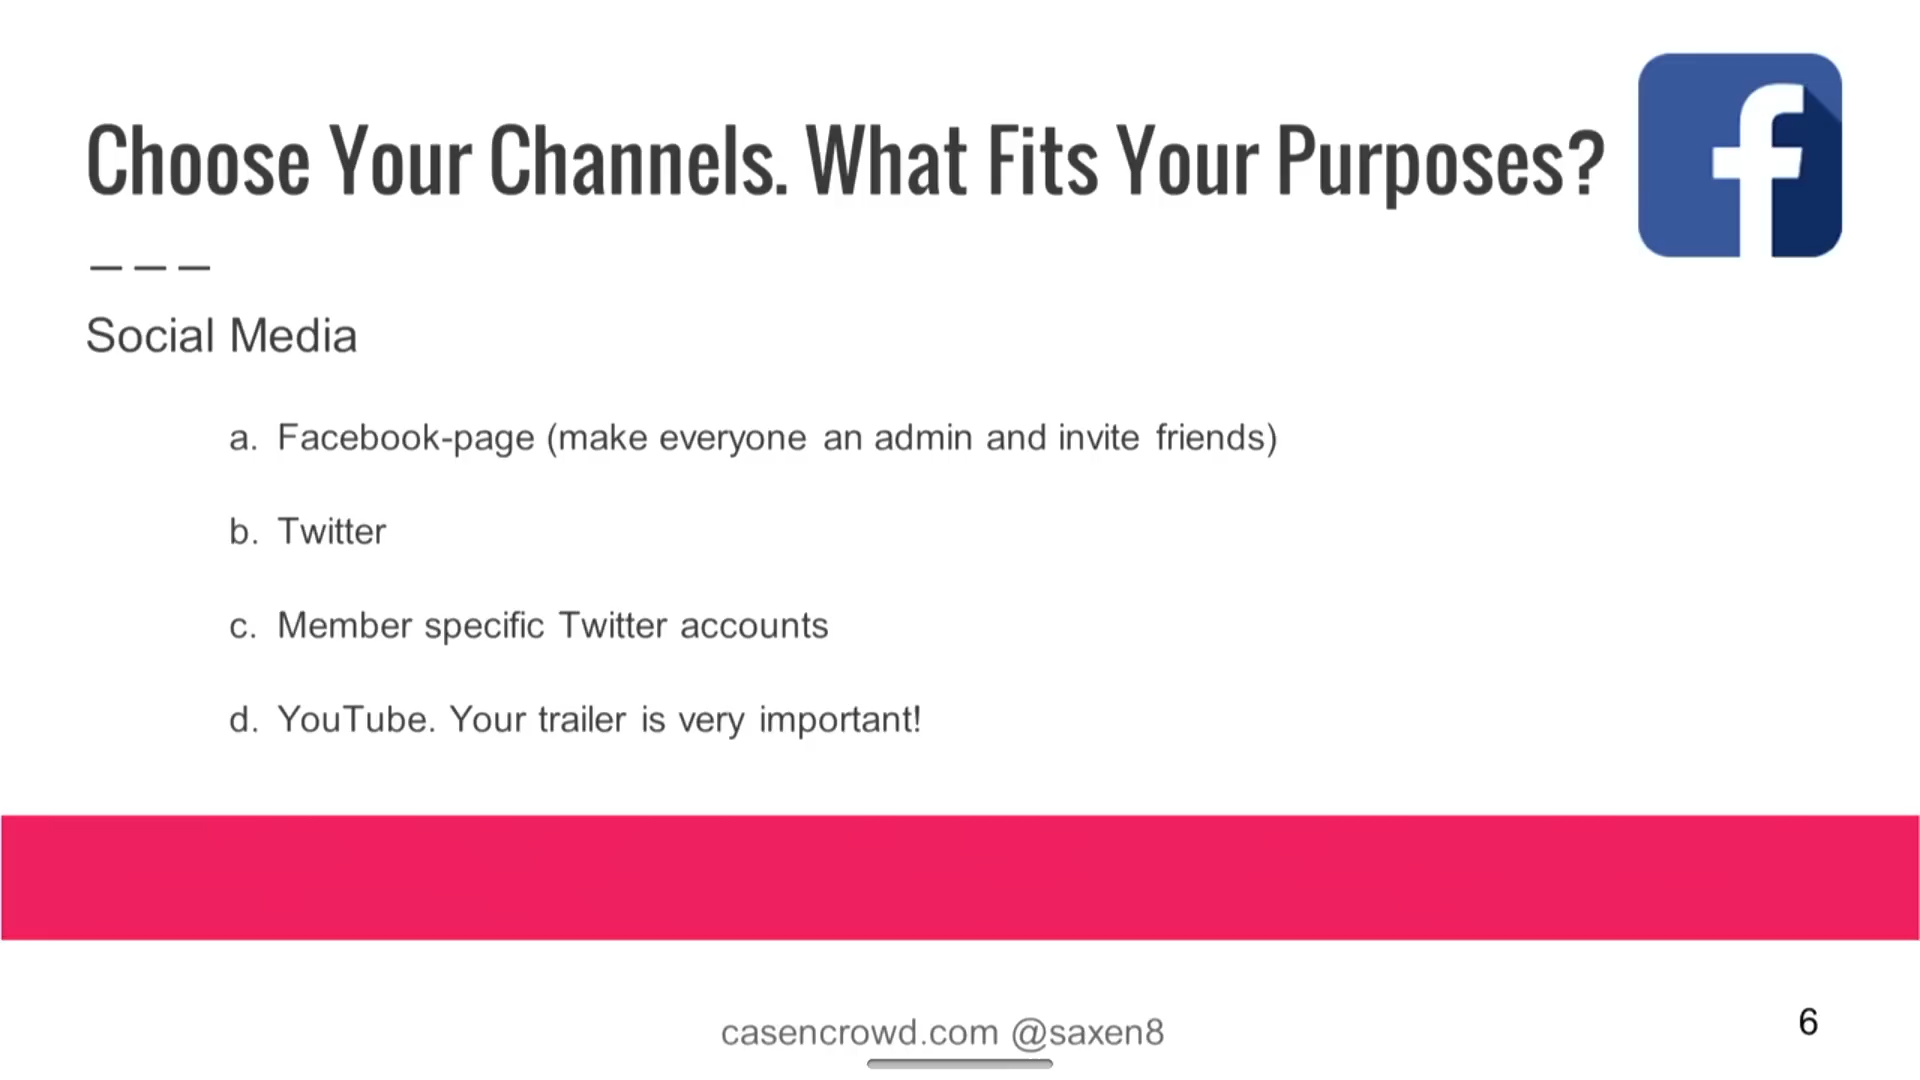 Choose Your Channels. What Fits Your Purposes?
Social Media
a. Facebook-page (make everyone an admin and invite friends)
b. Twitter
c. Member specific Twitter accounts
d. YouTube. Your trailer is very important!
casencrowd.com @saxen8
6